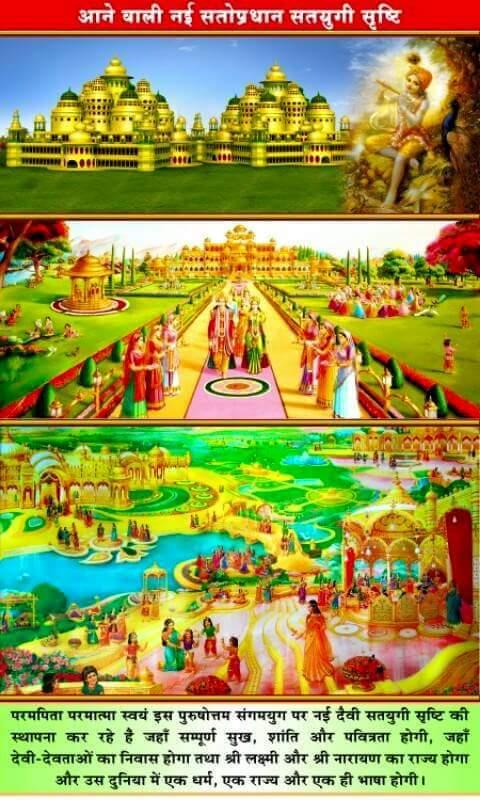 आने वाली नई सतोप्रधान सतयुगी सृष्टि
परमपिता परमात्मा स्वयं इस पुरुषोत्तम संगमयुग पर नई दैवी सतयुगी सृष्टि की
स्थापना कर रहे है जहाँ सम्पूर्ण सुख, शांति और पवित्रता होगी, जहाँ
देवी-देवताओं का निवास होगा तथा श्री लक्ष्मी और श्री नारायण का राज्य होगा
और उस दुनिया में एक धर्म, एक राज्य और एक ही भाषा होगी।